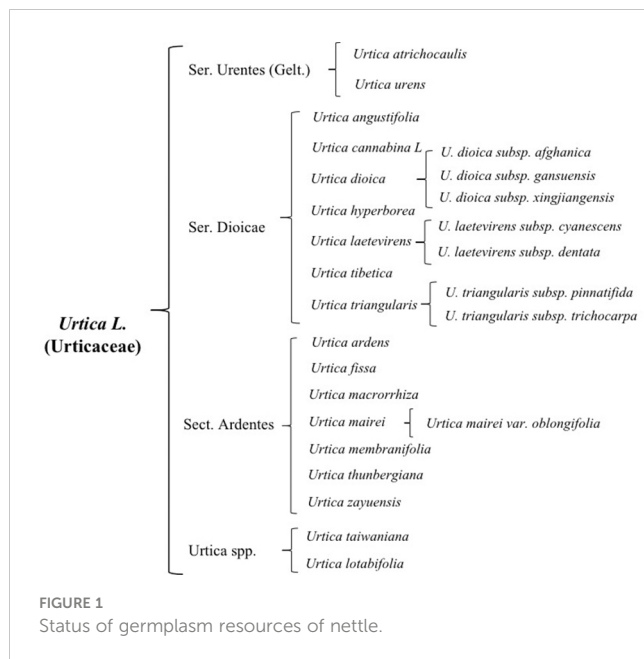 Urtica L.
(Urticaceae)
Ser. Urentes (Gelt.)
Urtica atrichocaulis
Urtica urens
Ser. Dioicae
Urtica angustifolia
Urtica cannabina L
Urtica dioica
U. dioica subsp. afghanica
U. dioica subsp. gansuensis
U. dioica subsp. xingjiangensis
Urtica hyperborea
Urtica laetevirens
U. laetevirens subsp. cyanescens
U. laetevirens subsp. dentata
Urtica tibetica
Urtica triangularis
U. triangularis subsp. pinnatifida
U. triangularis subsp. trichocarpa
Sect. Ardentes
Urtica ardens
Urtica fissa
Urtica macrorrhiza
Urtica mairei
Urtica mairei var. oblongifolia
Urtica membranifolia
Urtica thunbergiana
Urtica zayuensis
Urtica spp.
Urtica taiwaniana
Urtica lotabifolia
FIGURE 1
Status of germplasm resources of nettle.